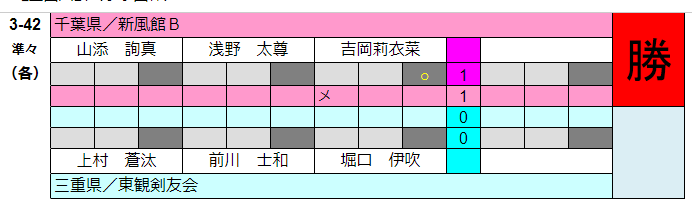 3-42 千葉県／新風館Ｂ 勝
準々 山添　詢真 浅野　太尊 吉岡莉衣菜
（各） ○ 1
メ 1
0
0
上村　蒼汰 前川　士和 堀口　伊吹
三重県／東観剣友会